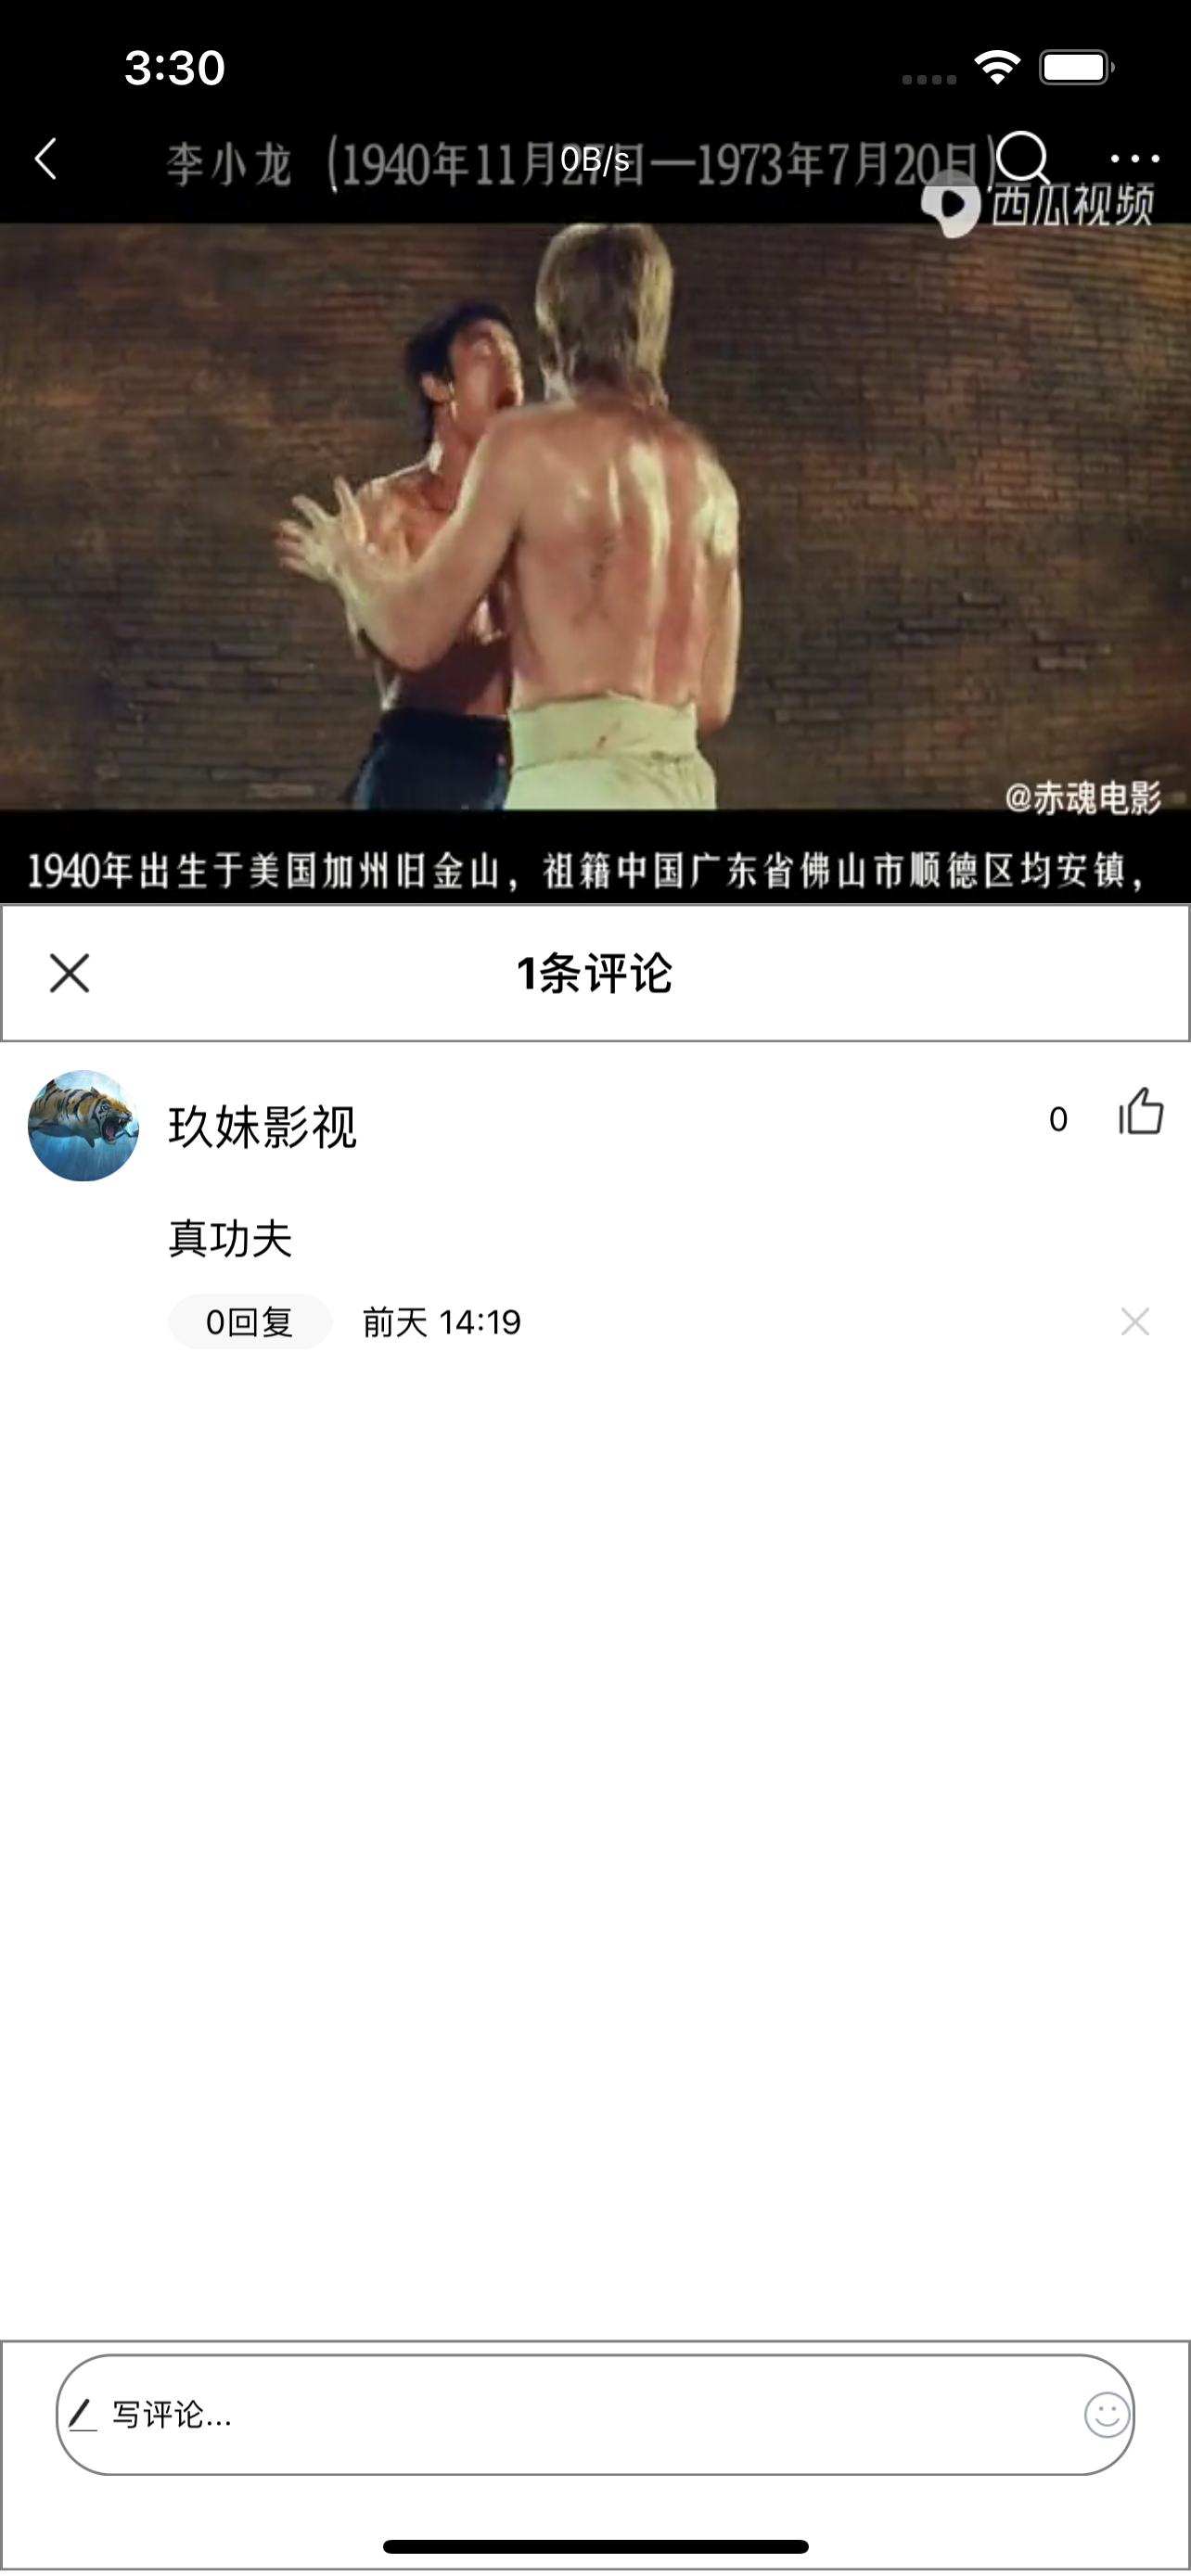 3:30
李小龙 (1940年11月27日—1973年7月20日)
0B/s
西瓜视频
@赤魂电影
1940年出生于美国加州旧金山，祖籍中国广东省佛山市顺德区均安镇，
1条评论
玖妹影视
0
真功夫
0回复 前天 14:19
写评论...